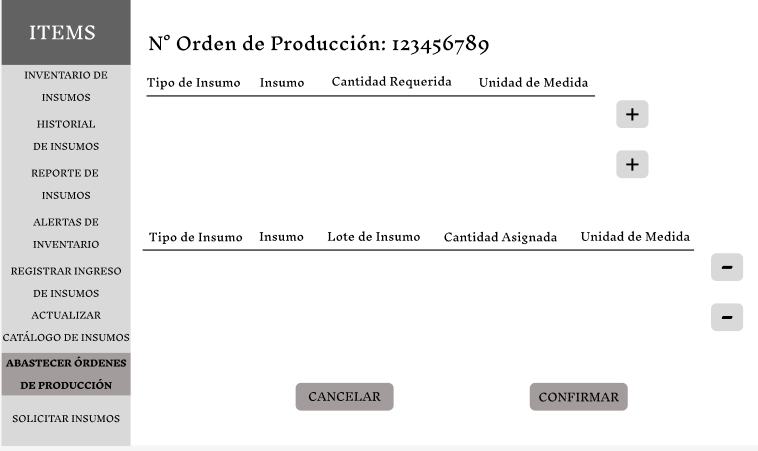 ITEMS
INVENTARIO DE
INSUMOS
HISTORIAL
DE INSUMOS
REPORTE DE
INSUMOS
ALERTAS DE
INVENTARIO
REGISTRAR INGRESO
DE INSUMOS
ACTUALIZAR
CATÁLOGO DE INSUMOS
ABASTECER ÓRDENES
DE PRODUCCIÓN
SOLICITAR INSUMOS
N° Orden de Producción: 123456789
Tipo de Insumo Insumo Cantidad Requerida Unidad de Medida
+
+
Tipo de Insumo Insumo Lote de Insumo Cantidad Asignada Unidad de Medida
-
-
CANCELAR CONFIRMAR